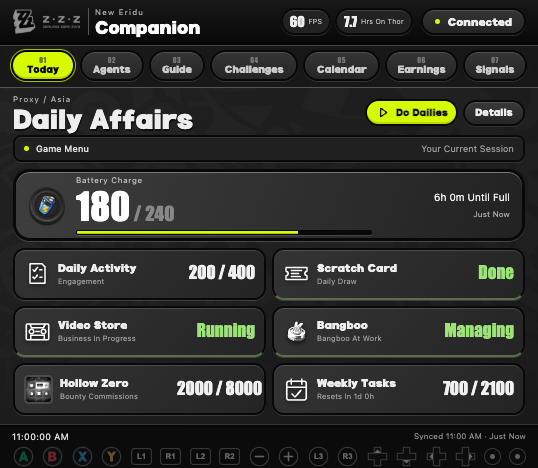 Z·Z·Z
New Eridu
Companion
60 FPS
7.7 Hrs On Thor
Connected
01 Today
02 Agents
03 Guide
04 Challenges
05 Calendar
06 Earnings
07 Signals
Proxy / Asia
Daily Affairs
Do Dailies
Details
Game Menu
Your Current Session
Battery Charge
180 / 240
6h 0m Until Full
Just Now
Daily Activity
Engagement
200 / 400
Scratch Card
Daily Draw
Done
Video Store
Business In Progress
Running
Bangboo
Bangboo At Work
Managing
Hollow Zero
Bounty Commissions
2000 / 8000
Weekly Tasks
Resets In 1d 0h
700 / 2100
11:00:00 AM
Synced 11:00 AM · Just Now
A B X Y L1 R1 L2 R2 L3 R3